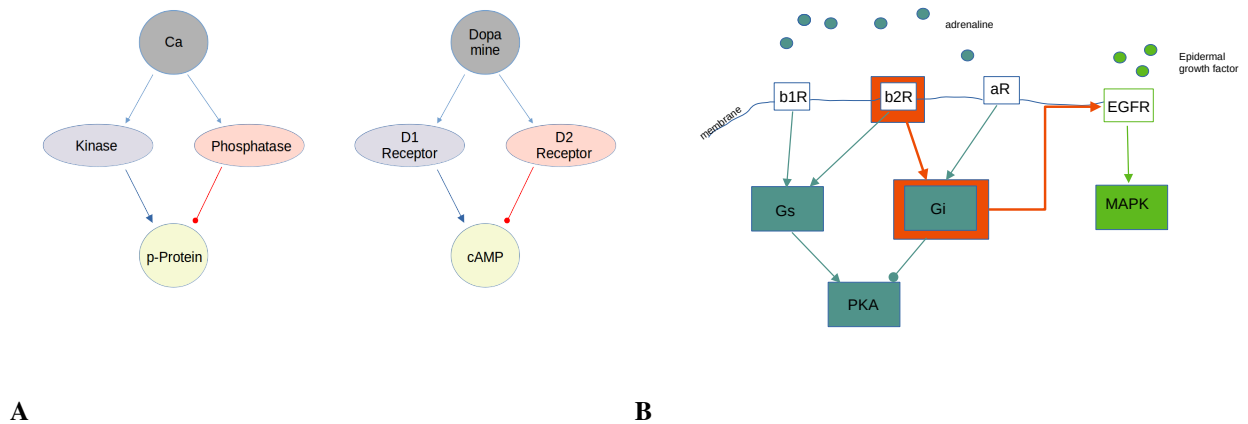 Ca
Dopa
mine
Kinase
Phosphatase
D1
Receptor
D2
Receptor
p-Protein
cAMP
A
adrenaline
Epidermal
growth factor
membrane
b1R
b2R
aR
EGFR
Gs
Gi
MAPK
PKA
B